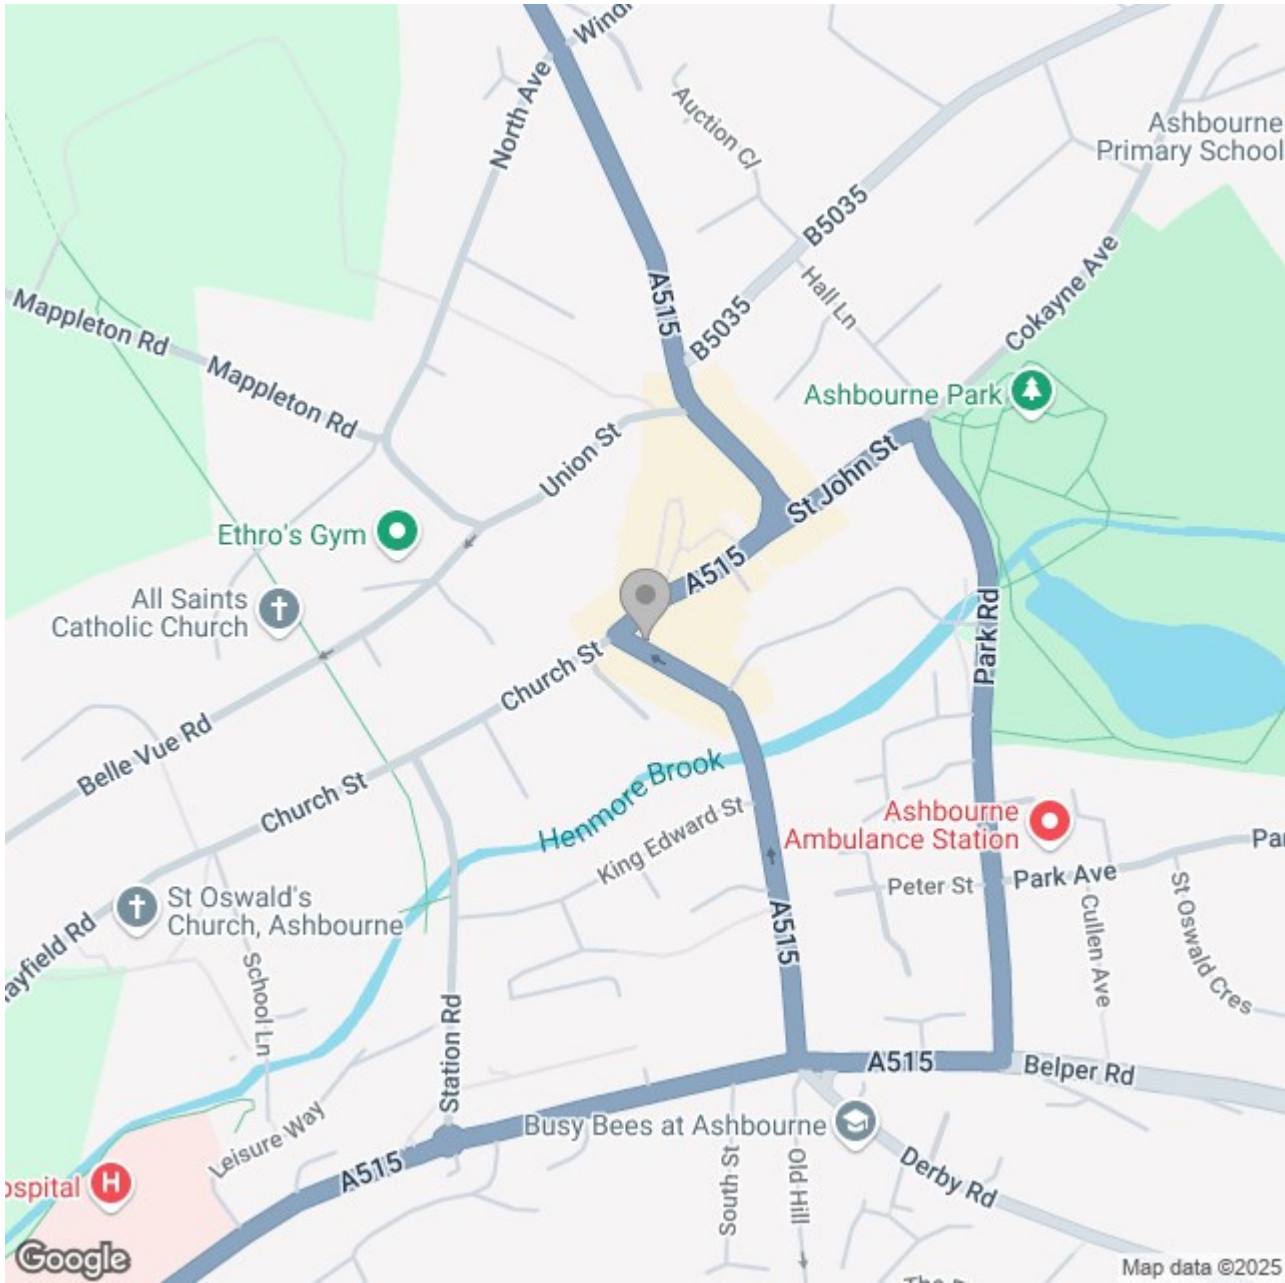 Windr
North Ave
Auction Cl
Ashbourne
Primary School
B5035
A515
Hall Ln
B5035
Cokayne Ave
Mappleton Rd
Mappleton Rd
Ashbourne Park
Union St
St John St
Ethro's Gym
A515
All Saints
Catholic Church
Church St
Park Rd
Belle Vue Rd
Henmore Brook
Church St
King Edward St
Ashbourne
Ambulance Station
Par
Peter St
Park Ave
St Oswald's
Church, Ashbourne
Cullen Ave
St Oswald Cres
ayfield Rd
A515
School Ln
Station Rd
A515
Belper Rd
Leisure Way
Busy Bees at Ashbourne
ospital
H
A515
South St
Old Hill
Derby Rd
Google
Map data ©2025